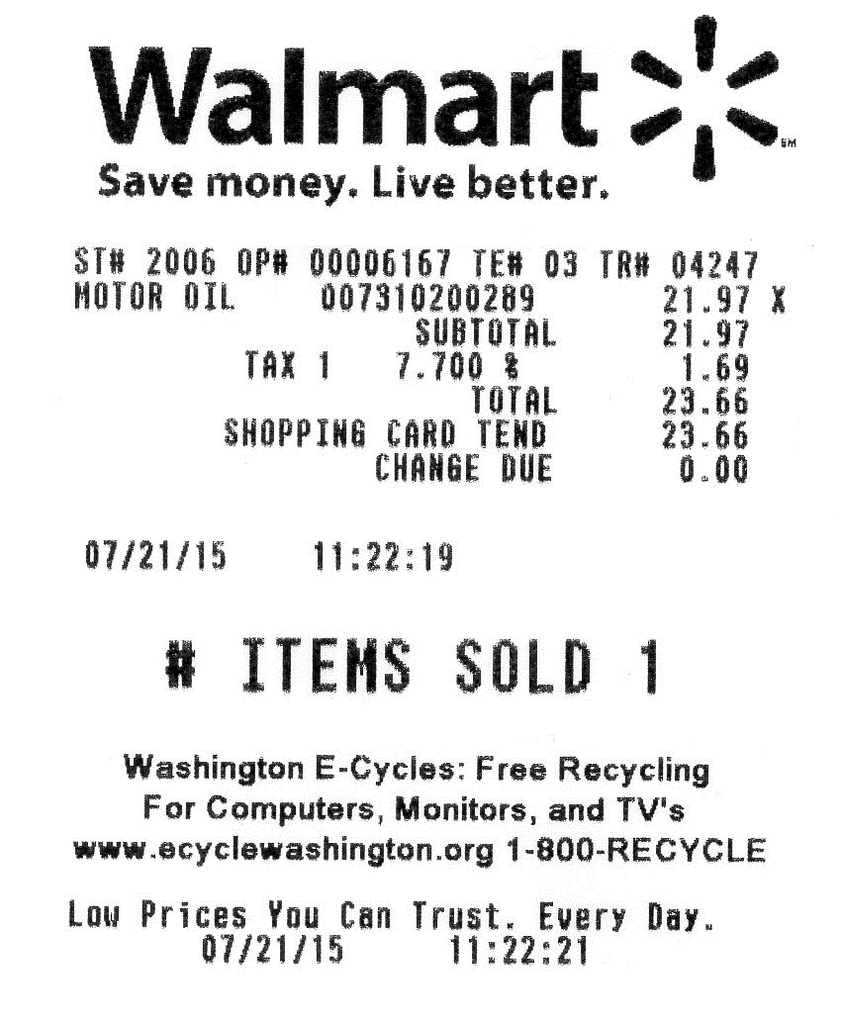 Walmart
SM
Save money. Live better.
ST# 2006 OP# 00006167 TE# 03 TR# 04247
MOTOR OIL 007310200289 21.97 X
SUBTOTAL 21.97
TAX 1 7.700 % 1.69
TOTAL 23.66
SHOPPING CARD TEND 23.66
CHANGE DUE 0.00
07/21/15 11:22:19
# ITEMS SOLD 1
Washington E-Cycles: Free Recycling
For Computers, Monitors, and TV's
www.ecyclewashington.org 1-800-RECYCLE
Low Prices You Can Trust. Every Day.
07/21/15 11:22:21